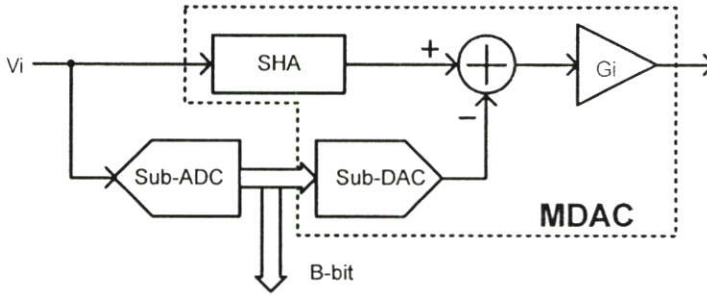 Vi
SHA
+
Gi
−
Sub-ADC
Sub-DAC
MDAC
B-bit